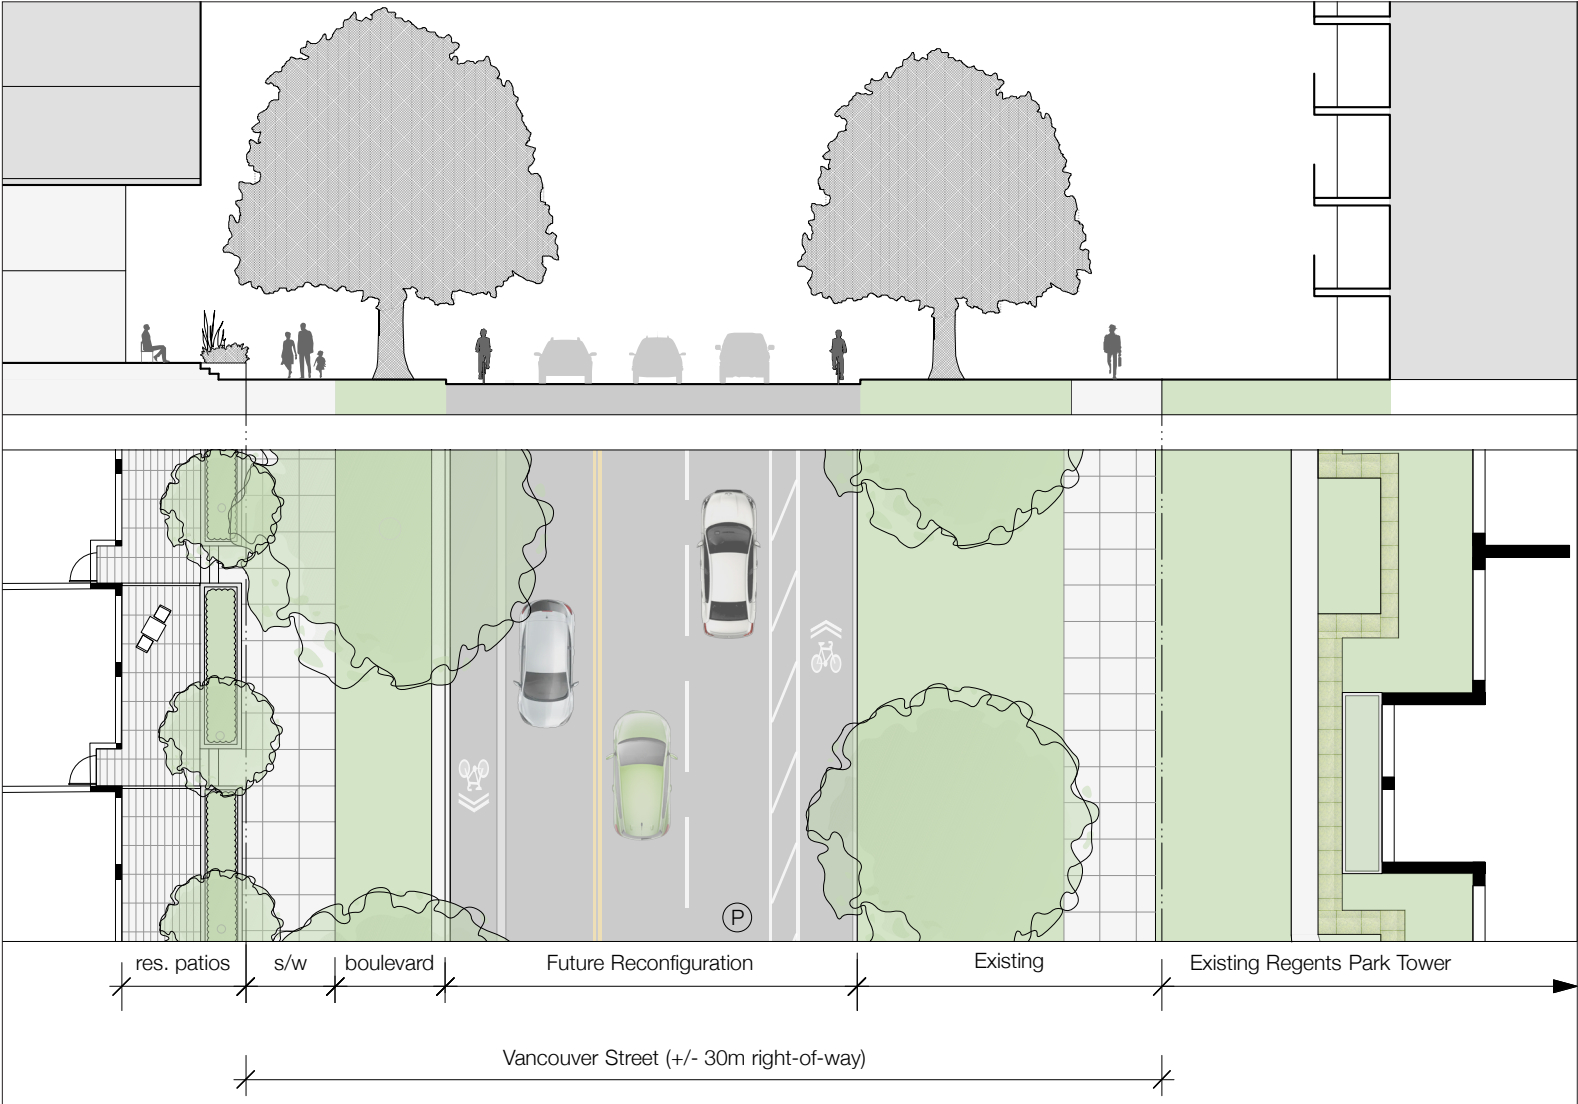 P
res. patios
s/w
boulevard
Future Reconfiguration
Existing
Existing Regents Park Tower
Vancouver Street (+/- 30m right-of-way)